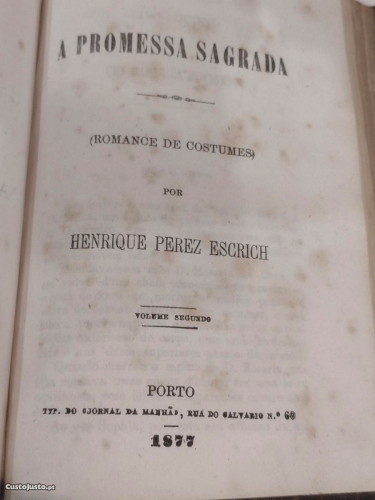 A PROMESSA SAGRADA
(ROMANCE DE COSTUMES)
POR
HENRIQUE PEREZ ESCRICH
VOLUME SEGUNDO
PORTO
TYP. DO «JORNAL DA MANHÃ», RUA DO CALVARIO N.º 60
1877
CustoJusto.pt